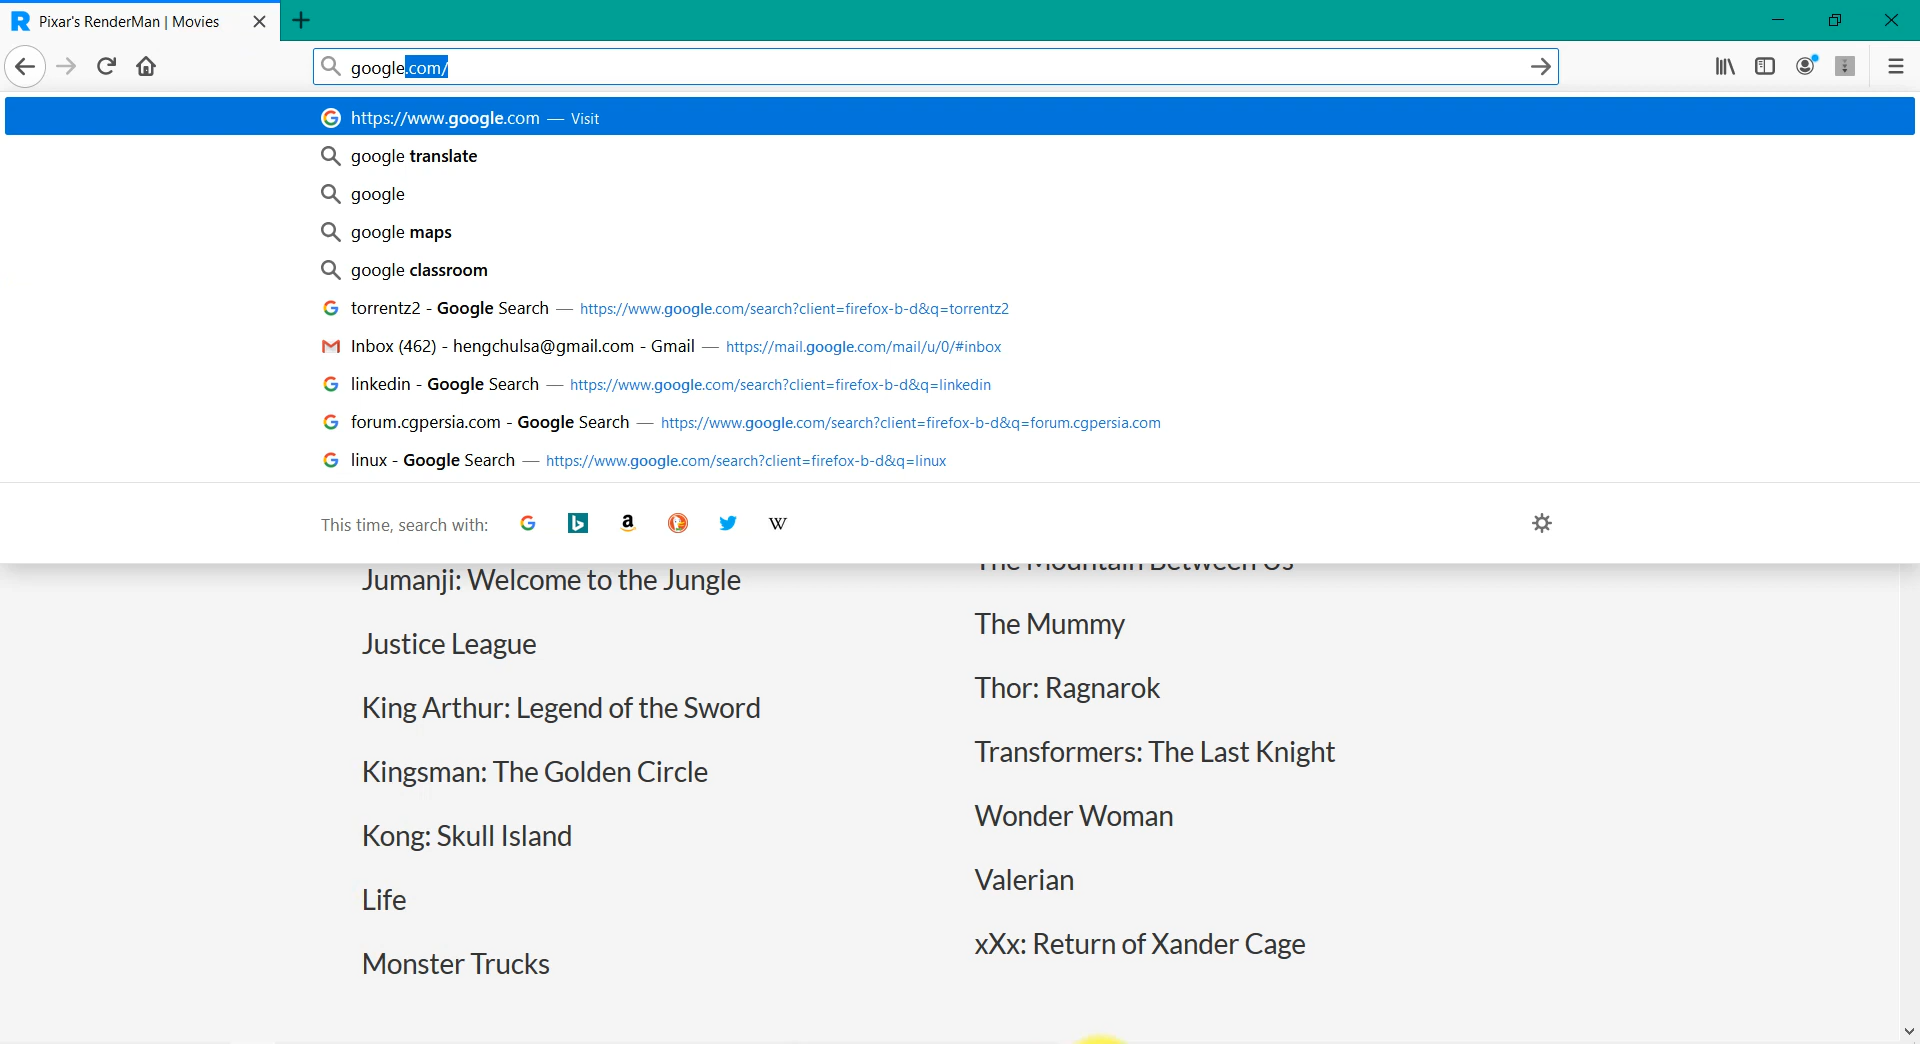 Pixar's RenderMan | Movies
google.com/
https://www.google.com — Visit
google translate
google
google maps
google classroom
torrentz2 - Google Search — https://www.google.com/search?client=firefox-b-d&q=torrentz2
Inbox (462) - hengchulsa@gmail.com - Gmail — https://mail.google.com/mail/u/0/#inbox
linkedin - Google Search — https://www.google.com/search?client=firefox-b-d&q=linkedin
forum.cgpersia.com - Google Search — https://www.google.com/search?client=firefox-b-d&q=forum.cgpersia.com
linux - Google Search — https://www.google.com/search?client=firefox-b-d&q=linux
This time, search with:
Jumanji: Welcome to the Jungle
Justice League
King Arthur: Legend of the Sword
Kingsman: The Golden Circle
Kong: Skull Island
Life
Monster Trucks
The Mountain Between Us
The Mummy
Thor: Ragnarok
Transformers: The Last Knight
Wonder Woman
Valerian
xXx: Return of Xander Cage